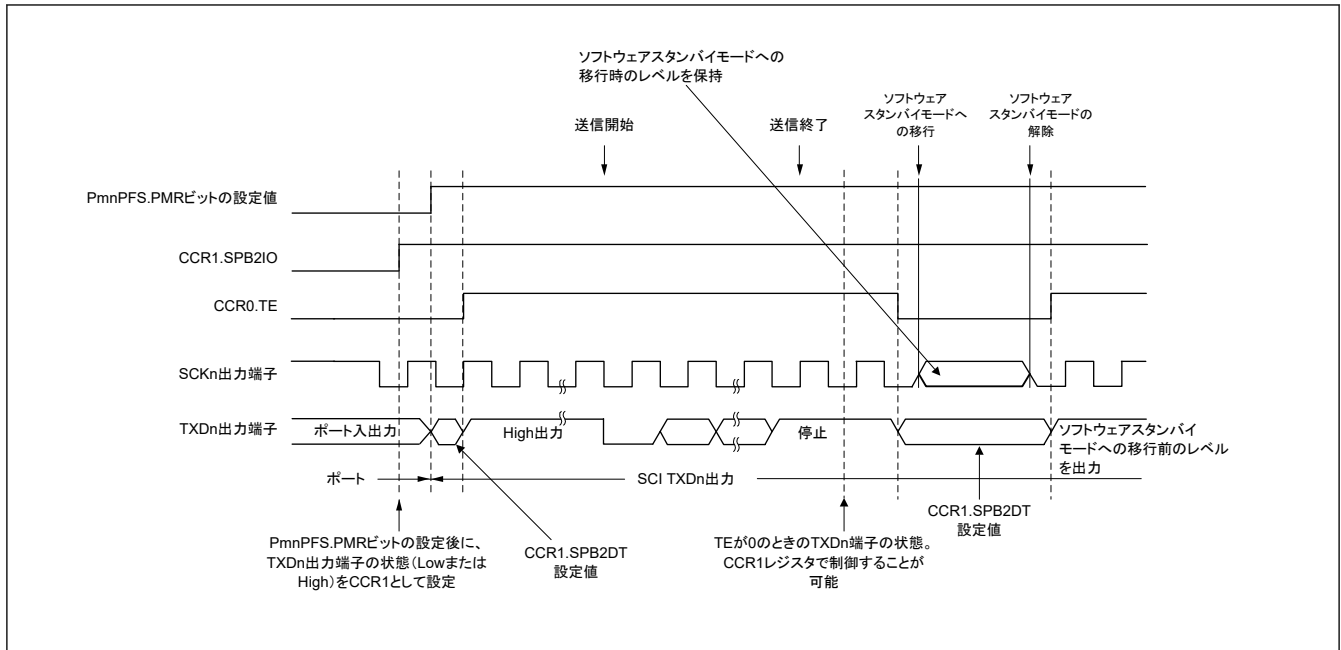 ソフトウェアスタンバイモードへの
移行時のレベルを保持
送信開始
送信終了
ソフトウェア
スタンバイモードへ
の移行
ソフトウェア
スタンバイモードの
解除
PmnPFS.PMRビットの設定値
CCR1.SPB2IO
CCR0.TE
SCKn出力端子
TXDn出力端子
ポート入出力
High出力
停止
ソフトウェアスタンバイ
モードへの移行前のレベル
を出力
ポート
SCI TXDn出力
PmnPFS.PMRビットの設定後に、
TXDn出力端子の状態(Lowまたは
High)をCCR1として設定
CCR1.SPB2DT
設定値
TEが0のときのTXDn端子の状態。
CCR1レジスタで制御することが
可能
CCR1.SPB2DT
設定値